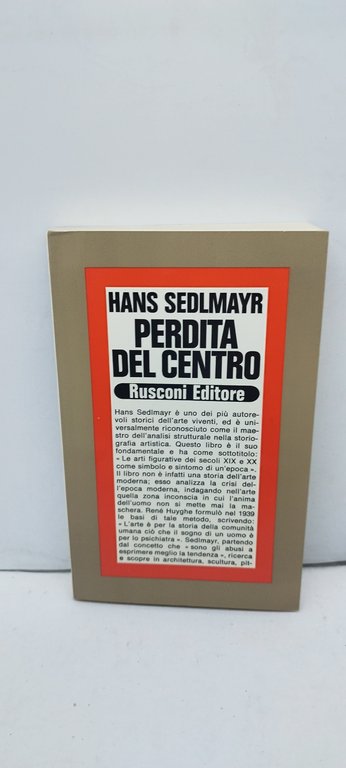 HANS SEDLMAYR
PERDITA
DEL CENTRO
Rusconi Editore
Hans Sedlmayr è uno dei più autore-
voli storici dell'arte viventi, ed è uni-
versalmente riconosciuto come il mae-
stro dell'analisi strutturale nella storio-
grafia artistica. Questo libro è il suo
fondamentale e ha come sottotitolo:
« Le arti figurative dei secoli XIX e XX
come simbolo e sintomo di un'epoca ».
Il libro non è infatti una storia dell'arte
moderna; esso analizza la crisi del-
l'epoca moderna, indagando nell'arte
quella zona inconscia in cui l'anima
dell'uomo non si mette mai la ma-
schera. René Huyghe formulò nel 1939
le basi di tale metodo, scrivendo:
« L'arte è per la storia della comunità
umana ciò che il sogno di un uomo è
per lo psichiatra ». Sedlmayr, partendo
dal concetto che « sono gli abusi a
esprimere meglio la tendenza », ricerca
e scopre in architettura, scultura, pit-